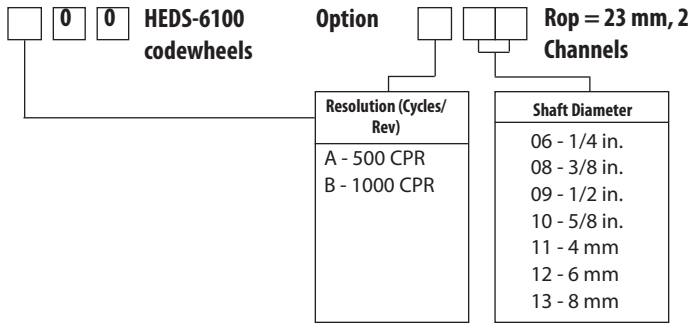 0 0 HEDS-6100 Option Rop = 23 mm, 2
codewheels Channels
Resolution (Cycles/
Rev)
A - 500 CPR
B - 1000 CPR
Shaft Diameter
06 - 1/4 in.
08 - 3/8 in.
09 - 1/2 in.
10 - 5/8 in.
11 - 4 mm
12 - 6 mm
13 - 8 mm